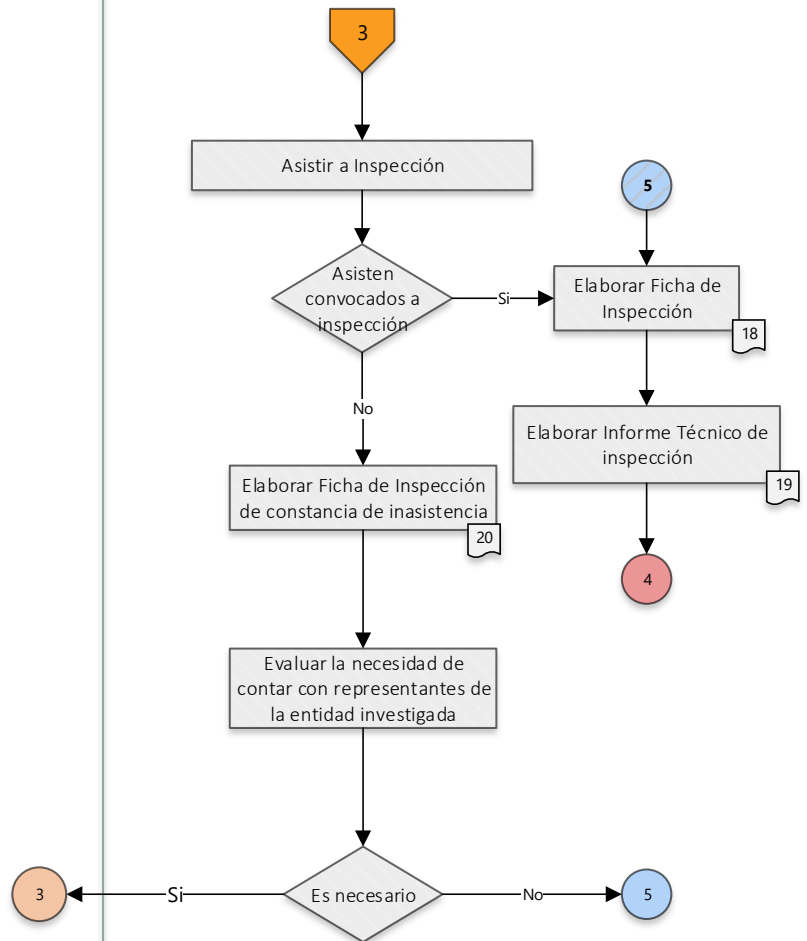 3
Asistir a Inspección
5
Asisten
convocados a
inspección
Si
Elaborar Ficha de
Inspección
18
No
Elaborar Informe Técnico de
inspección
19
Elaborar Ficha de Inspección
de constancia de inasistencia
20
4
Evaluar la necesidad de
contar con representantes de
la entidad investigada
3
Si
Es necesario
No
5